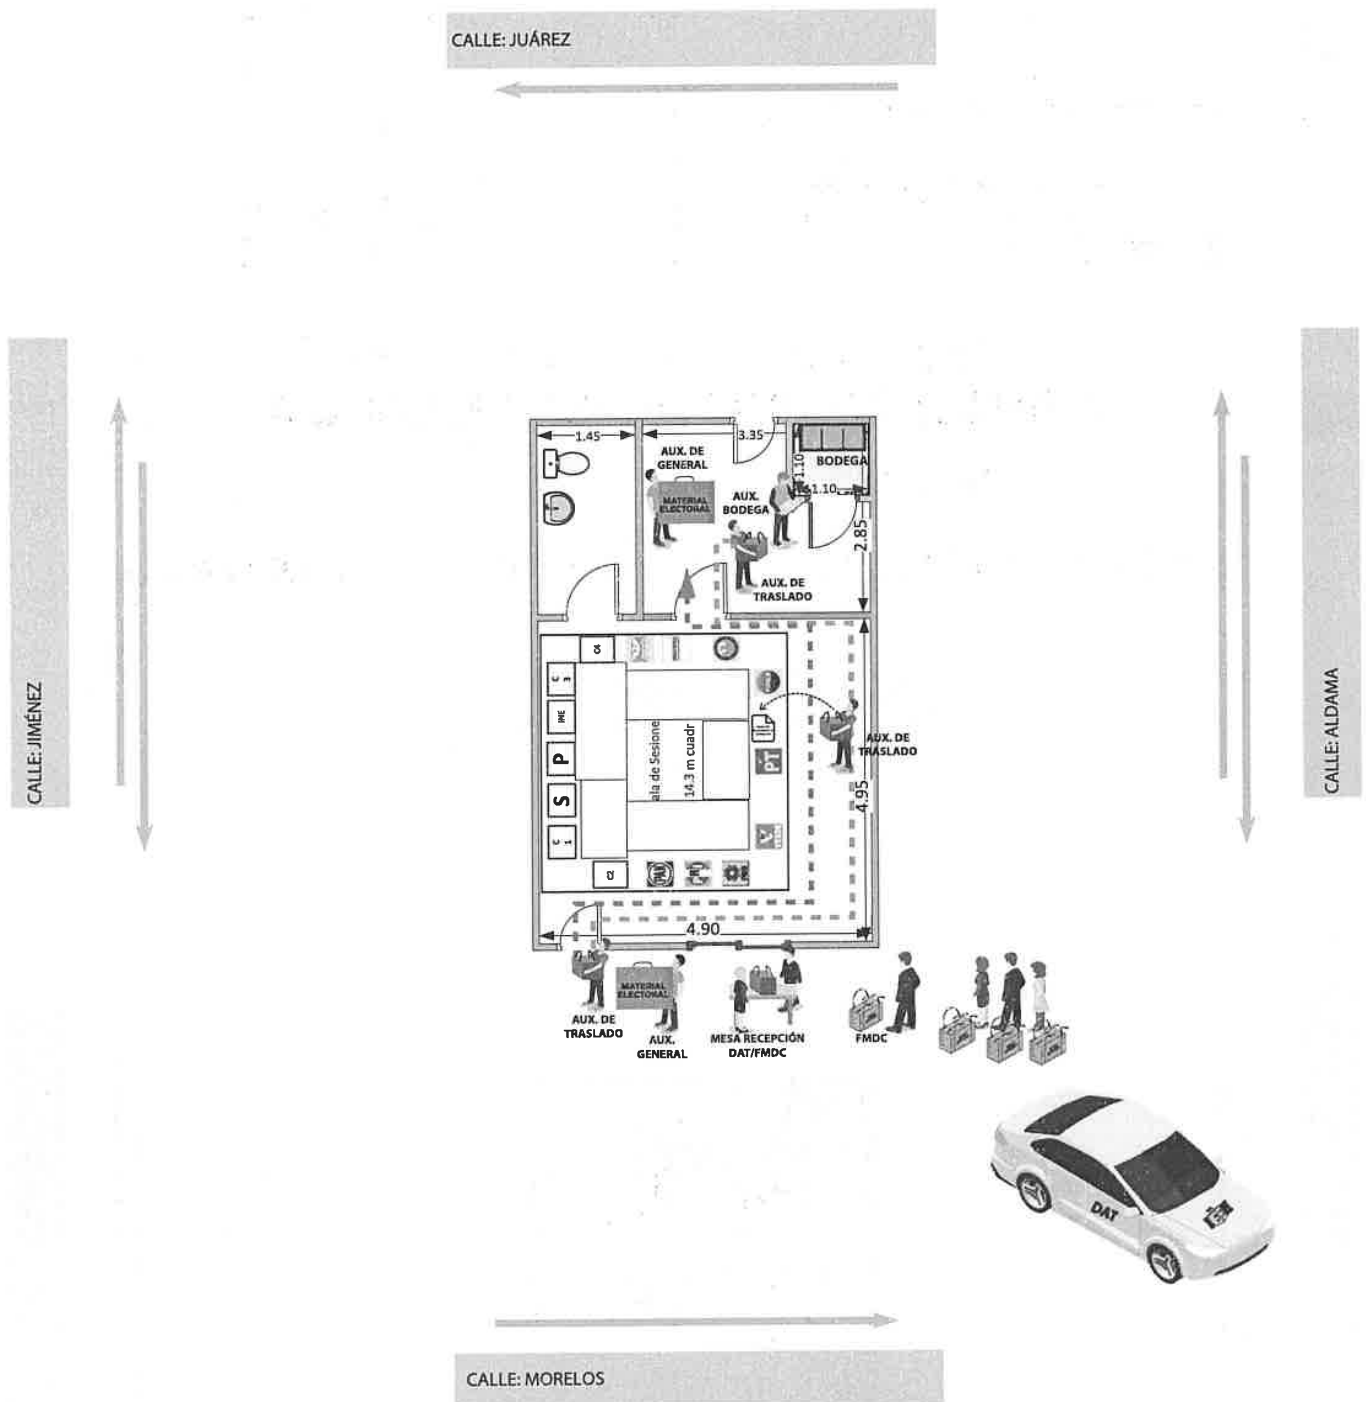 CALLE: JUÁREZ
CALLE: JIMÉNEZ
CALLE: ALDAMA
1.45
3.35
AUX. DE
GENERAL
MATERIAL
ELECTORAL
AUX.
BODEGA
BODEGA
1.10
1.10
2.85
AUX. DE
TRASLADO
C4
C
3
INE
P
S
C
1
C2
ala de Sesione
14.3 m cuadr
PT
PAN
AUX. DE
TRASLADO
4.95
4.90
MATERIAL
ELECTORAL
AUX. DE
TRASLADO
AUX.
GENERAL
MESA RECEPCIÓN
DAT/FMDC
FMDC
DAT
CALLE: MORELOS